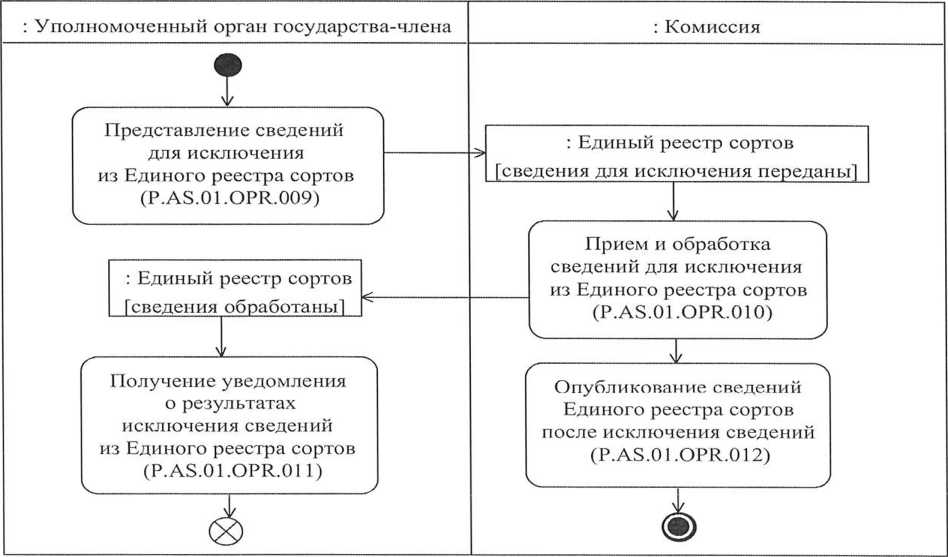 : Уполномоченный орган государства-члена
: Комиссия
Представление сведений
для исключения
из Единого реестра сортов
(P.AS.01.OPR.009)
: Единый реестр сортов
[сведения для исключения переданы]
Прием и обработка
сведений для исключения
из Единого реестра сортов
(P.AS.01.OPR.010)
: Единый реестр сортов
[сведения обработаны]
Получение уведомления
о результатах
исключения сведений
из Единого реестра сортов
(P.AS.01.OPR.011)
Опубликование сведений
Единого реестра сортов
после исключения сведений
(P.AS.01.OPR.012)